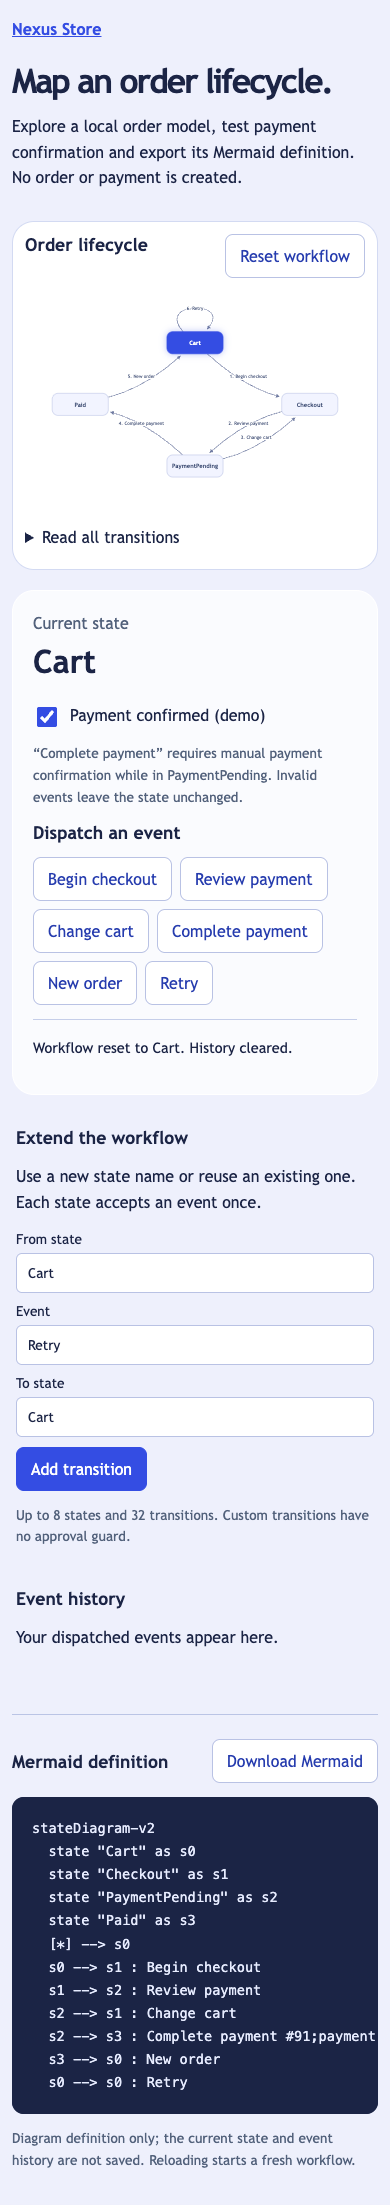 Nexus Store
Map an order lifecycle.
Explore a local order model, test payment
confirmation and export its Mermaid definition.
No order or payment is created.
Order lifecycle
Reset workflow
6. Retry
Cart
5. New order
1. Begin checkout
Paid
Checkout
4. Complete payment
2. Review payment
3. Change cart
PaymentPending
Read all transitions
Current state
Cart
Payment confirmed (demo)
“Complete payment” requires manual payment
confirmation while in PaymentPending. Invalid
events leave the state unchanged.
Dispatch an event
Begin checkout
Review payment
Change cart
Complete payment
New order
Retry
Workflow reset to Cart. History cleared.
Extend the workflow
Use a new state name or reuse an existing one.
Each state accepts an event once.
From state
Cart
Event
Retry
To state
Cart
Add transition
Up to 8 states and 32 transitions. Custom transitions have
no approval guard.
Event history
Your dispatched events appear here.
Mermaid definition
Download Mermaid
stateDiagram-v2
state "Cart" as s0
state "Checkout" as s1
state "PaymentPending" as s2
state "Paid" as s3
[*] --> s0
s0 --> s1 : Begin checkout
s1 --> s2 : Review payment
s2 --> s1 : Change cart
s2 --> s3 : Complete payment #91;payment
s3 --> s0 : New order
s0 --> s0 : Retry
Diagram definition only; the current state and event
history are not saved. Reloading starts a fresh workflow.